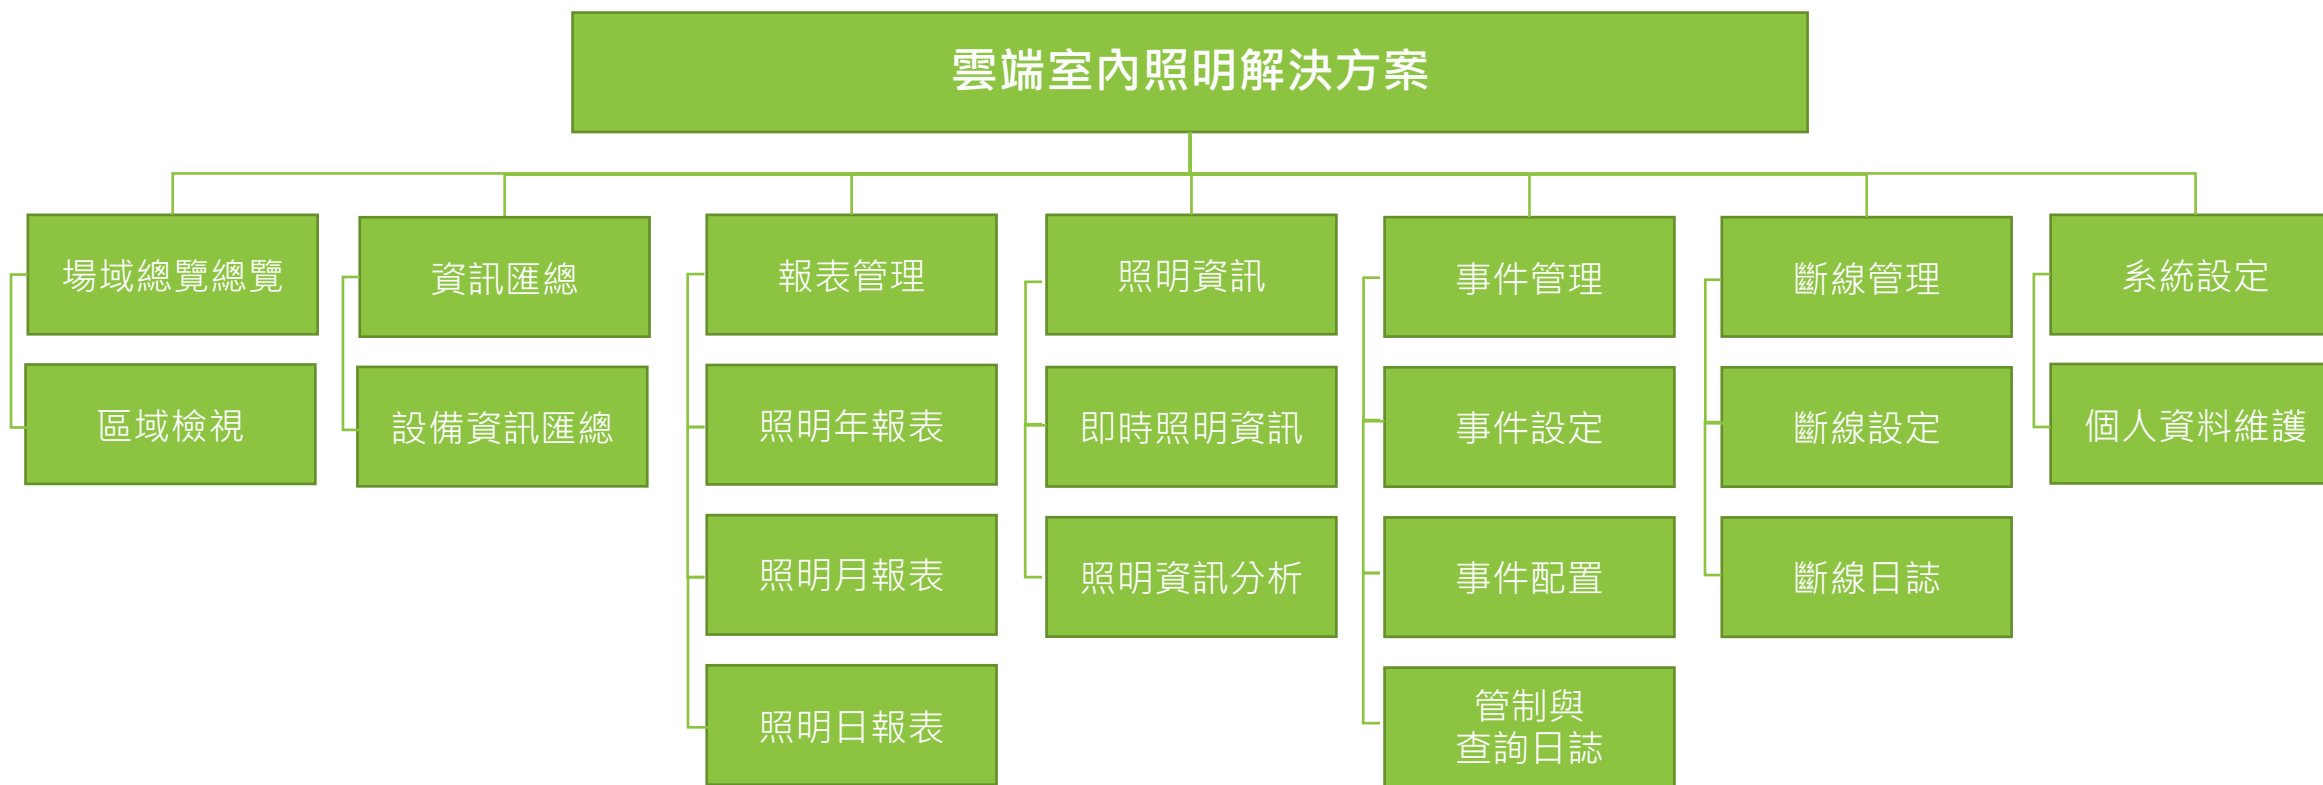 雲端室內照明解決方案
場域總覽總覽
區域檢視
資訊匯總
設備資訊匯總
報表管理
照明年報表
照明月報表
照明日報表
照明資訊
即時照明資訊
照明資訊分析
事件管理
事件設定
事件配置
管制與
查詢日誌
斷線管理
斷線設定
斷線日誌
系統設定
個人資料維護